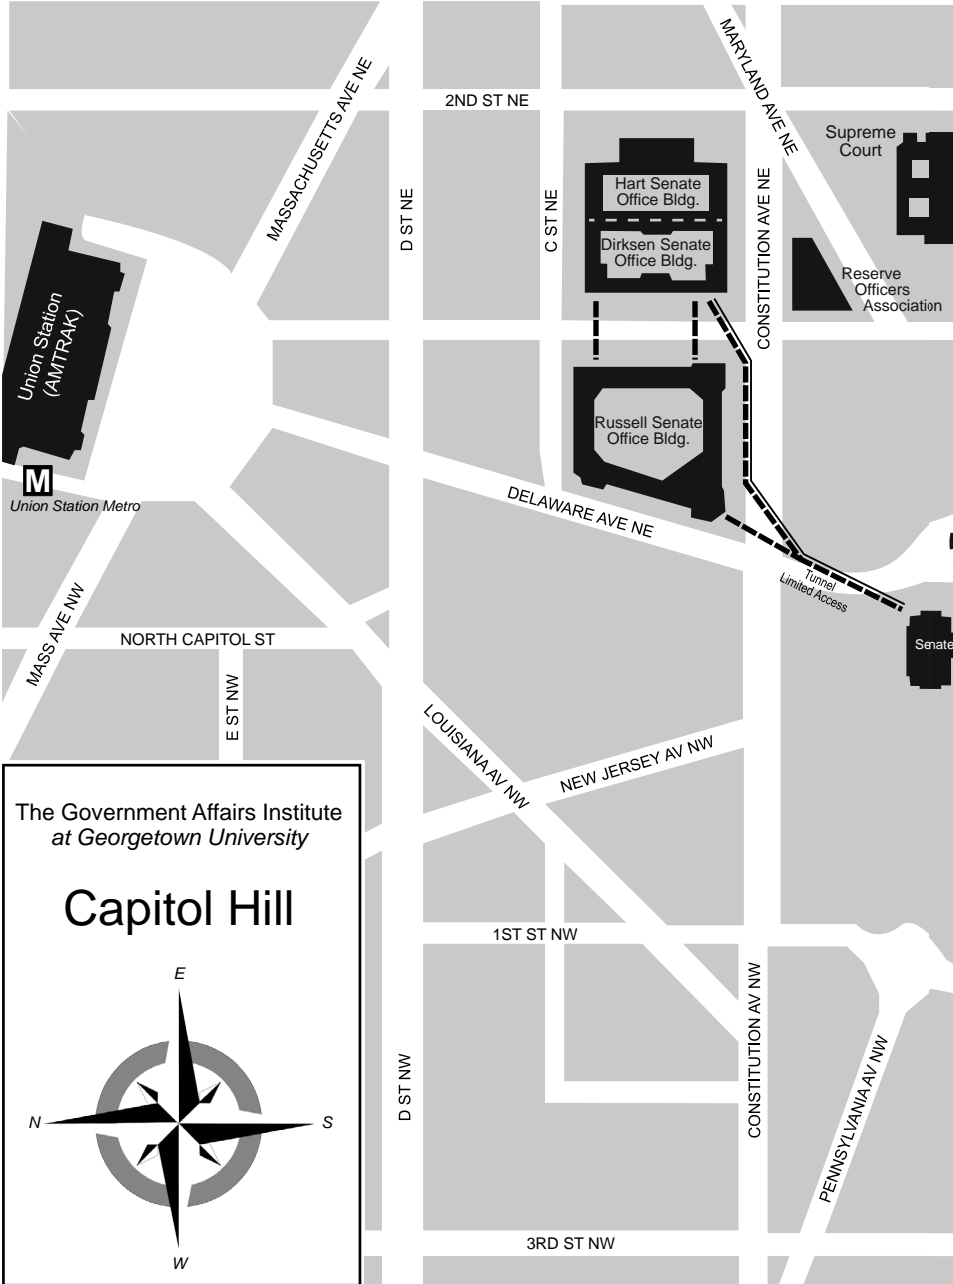 MARYLAND AVE NE
MASSACHUSETTS AVE NE
2ND ST NE
Supreme
Court
Hart Senate
Office Bldg.
D ST NE
C ST NE
CONSTITUTION AVE NE
Dirksen Senate
Office Bldg.
Reserve
Officers
Association
Union Station
(AMTRAK)
Russell Senate
Office Bldg.
M
Union Station Metro
DELAWARE AVE NE
Tunnel
Limited Access
MASS AVE NW
NORTH CAPITOL ST
Senate
E ST NW
LOUISIANA AV NW
NEW JERSEY AV NW
The Government Affairs Institute
at Georgetown University
Capitol Hill
1ST ST NW
E
N
S
W
D ST NW
CONSTITUTION AV NW
PENNSYLVANIA AV NW
3RD ST NW